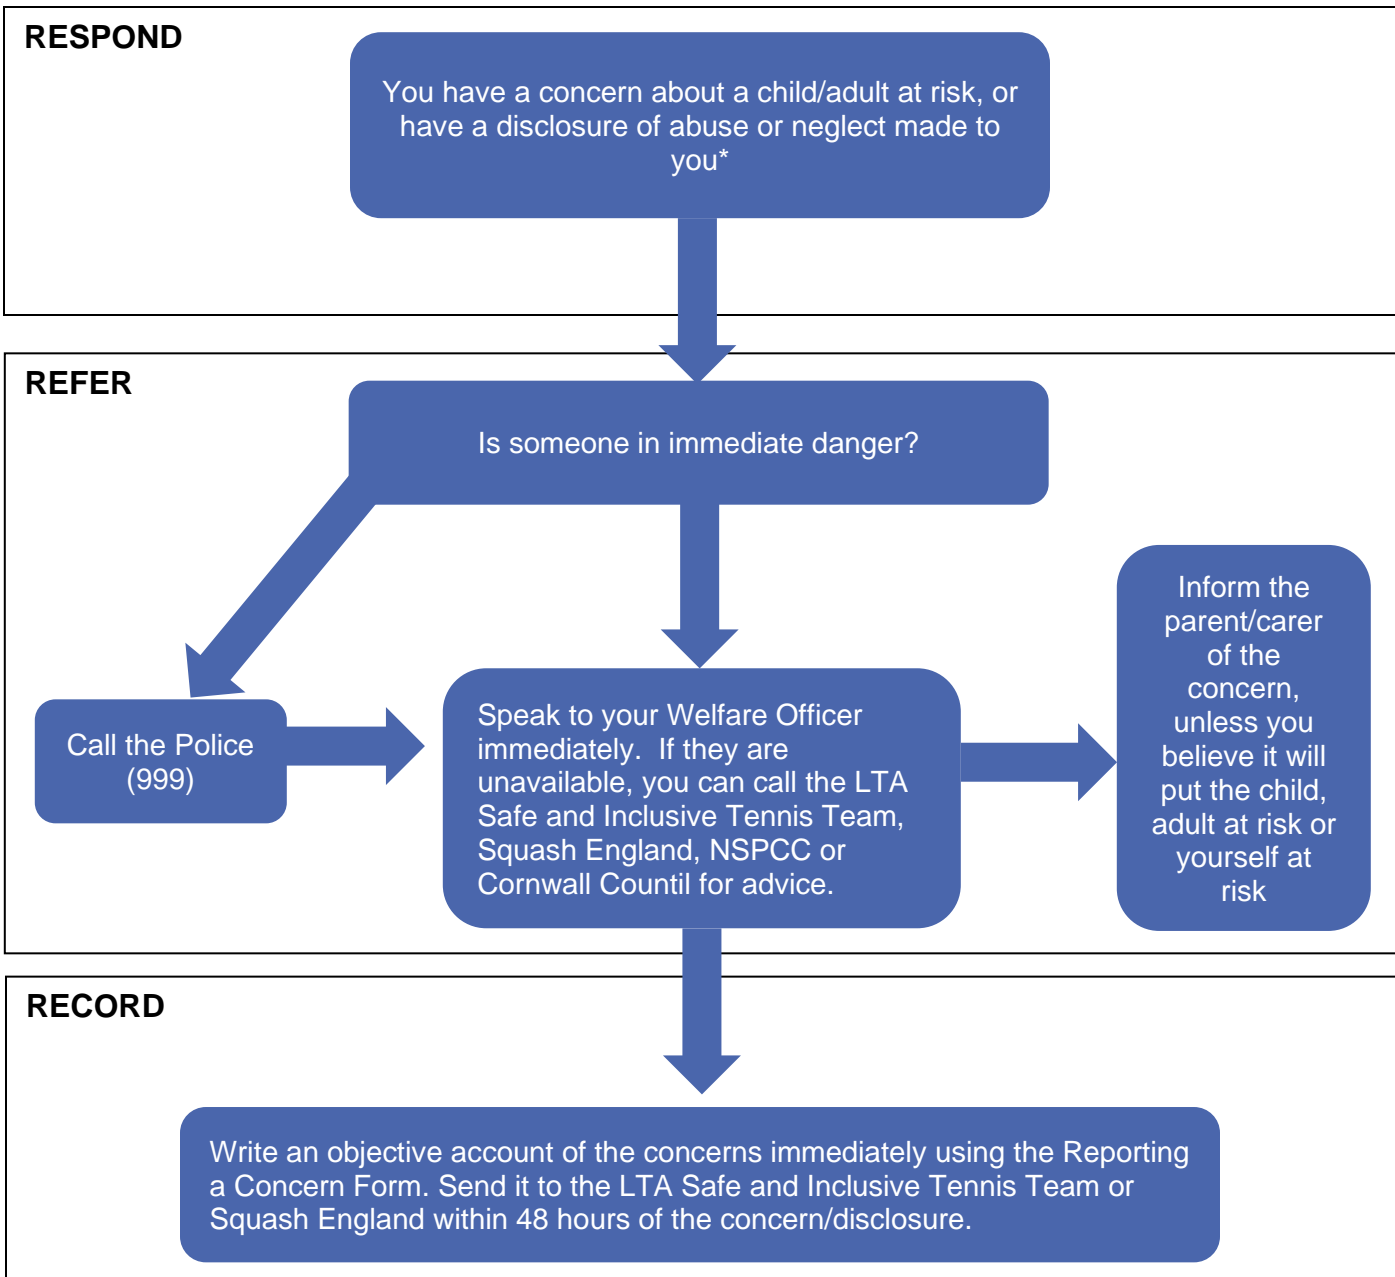 RESPOND
You have a concern about a child/adult at risk, or
have a disclosure of abuse or neglect made to
you*
REFER
Is someone in immediate danger?
Call the Police
(999)
Speak to your Welfare Officer
immediately.  If they are
unavailable, you can call the LTA
Safe and Inclusive Tennis Team,
Squash England, NSPCC or
Cornwall Countil for advice.
Inform the
parent/carer
of the
concern,
unless you
believe it will
put the child,
adult at risk or
yourself at
risk
RECORD
Write an objective account of the concerns immediately using the Reporting
a Concern Form. Send it to the LTA Safe and Inclusive Tennis Team or
Squash England within 48 hours of the concern/disclosure.